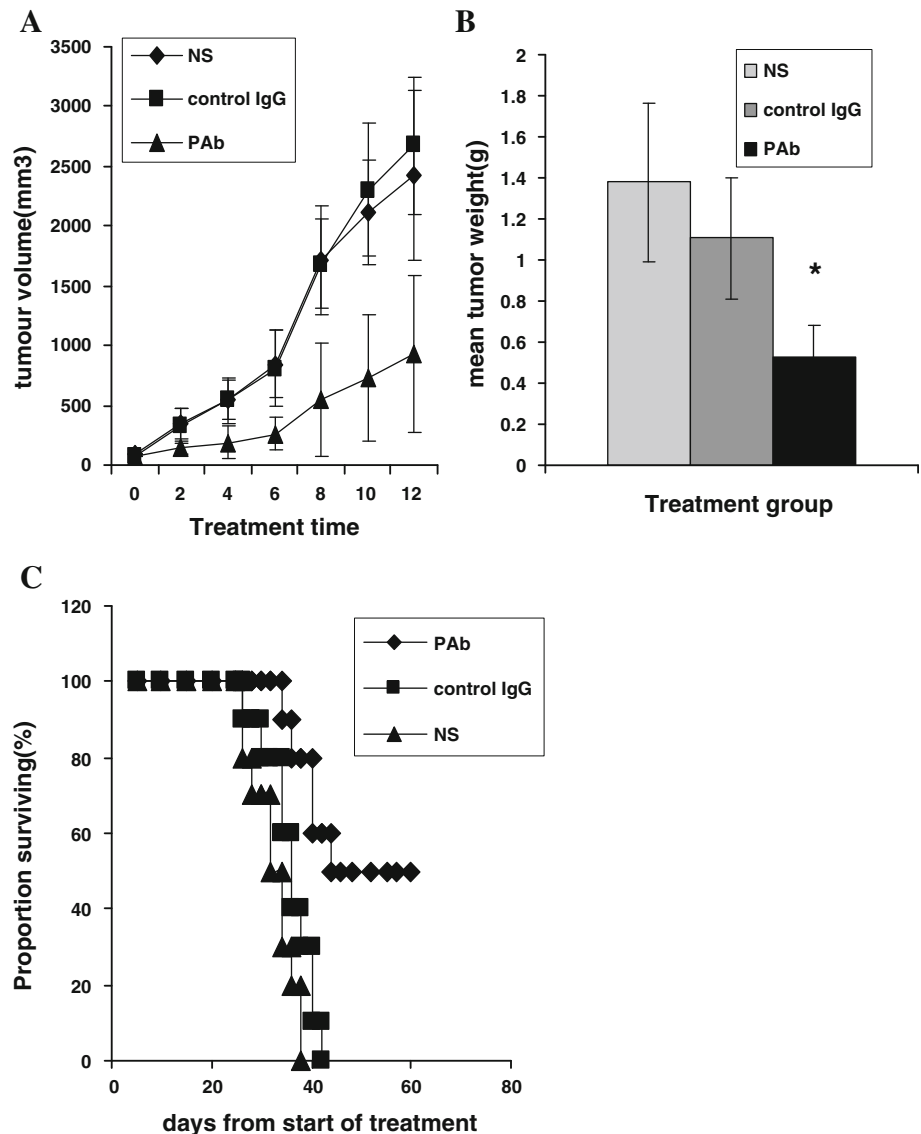 A
3500
3000
2500
2000
1500
1000
500
0
tumour volume(mm3)
NS
control IgG
PAb
0 2 4 6 8 10 12
Treatment time
B
2
1.8
1.6
1.4
1.2
1
0.8
0.6
0.4
0.2
0
mean tumor weight(g)
NS
control IgG
PAb
*
Treatment group
C
120
100
80
60
40
20
0
Proportion surviving(%)
PAb
control IgG
NS
0 20 40 60 80
days from start of treatment